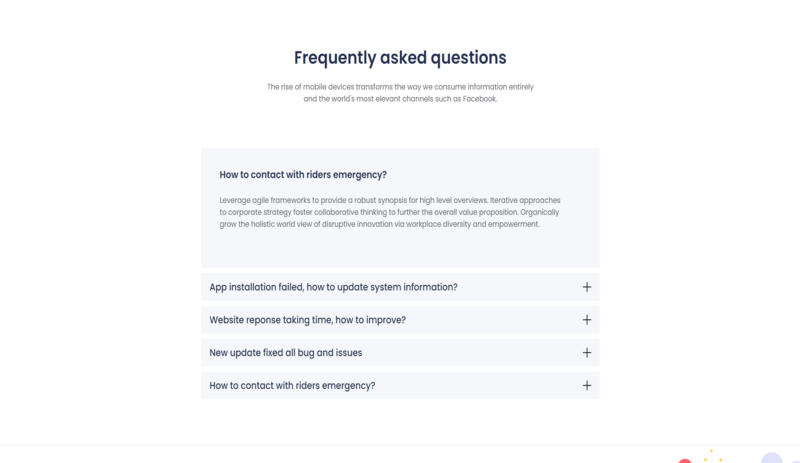 Frequently asked questions
The rise of mobile devices transforms the way we consume information entirely
and the world's most elevant channels such as Facebook.
How to contact with riders emergency?
Leverage agile frameworks to provide a robust synopsis for high level overviews. Iterative approaches
to corporate strategy foster collaborative thinking to further the overall value proposition. Organically
grow the holistic world view of disruptive innovation via workplace diversity and empowerment.
App installation failed, how to update system information?
Website reponse taking time, how to improve?
New update fixed all bug and issues
How to contact with riders emergency?